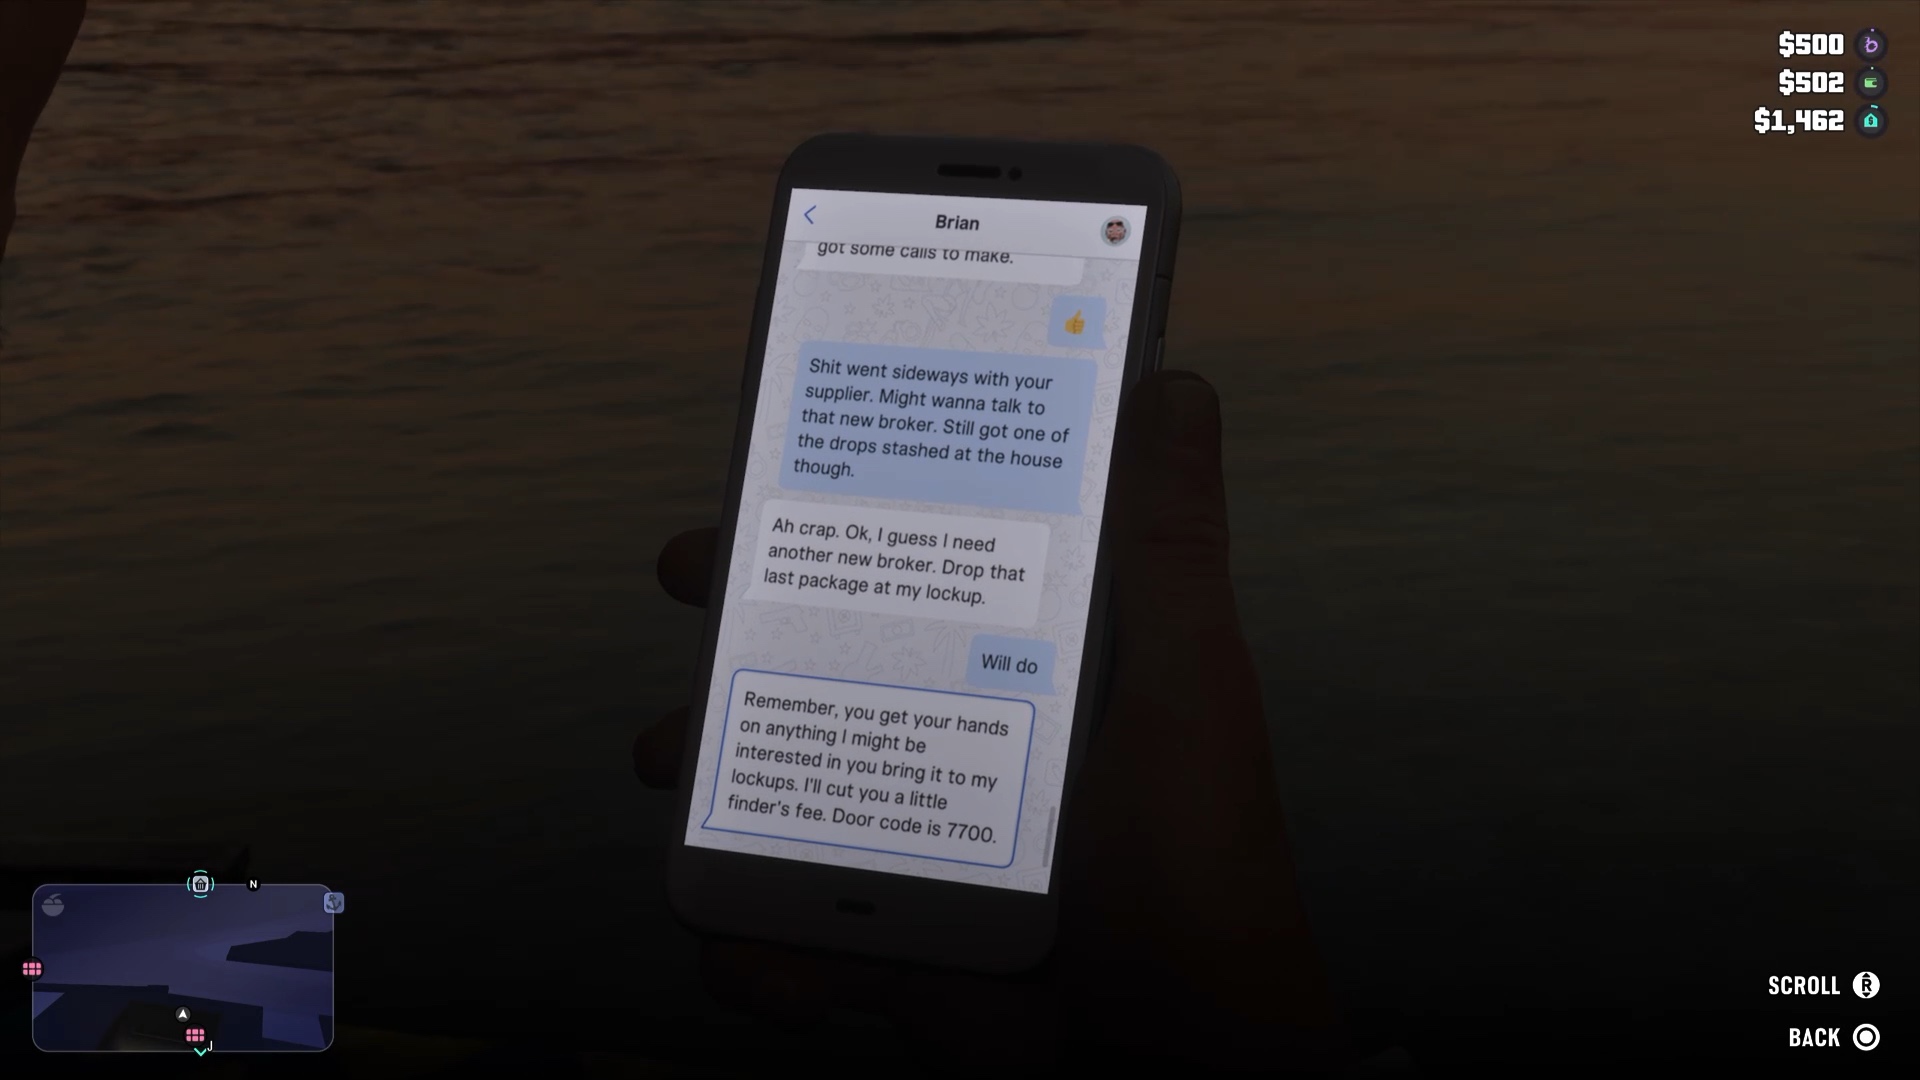 $500
$502
$1,462
Brian
got some calls to make.
Shit went sideways with your
supplier. Might wanna talk to
that new broker. Still got one of
the drops stashed at the house
though.
Ah crap. Ok, I guess I need
another new broker. Drop that
last package at my lockup.
Will do
Remember, you get your hands
on anything I might be
interested in you bring it to my
lockups. I'll cut you a little
finder's fee. Door code is 7700.
N
J
SCROLL R
BACK